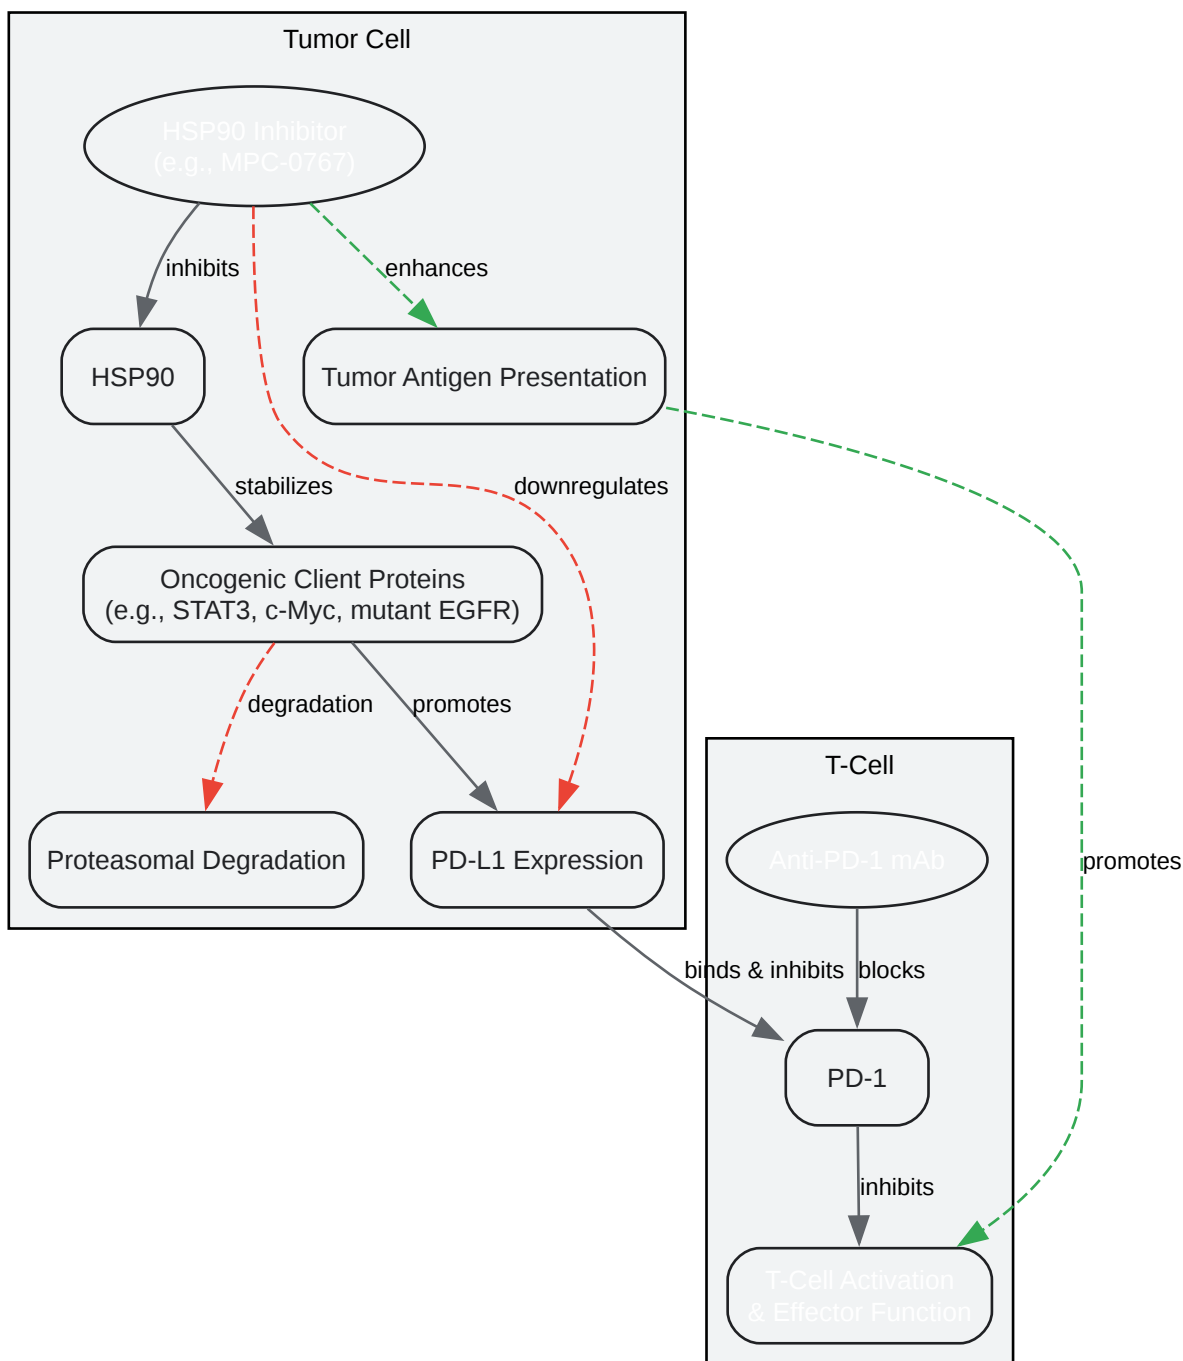 Tumor Cell
HSP90 Inhibitor
(e.g., MPC-0767)
inhibits
enhances
HSP90
Tumor Antigen Presentation
stabilizes
downregulates
Oncogenic Client Proteins
(e.g., STAT3, c-Myc, mutant EGFR)
degradation
promotes
T-Cell
Proteasomal Degradation
PD-L1 Expression
Anti-PD-1 mAb
promotes
binds & inhibits
blocks
PD-1
inhibits
T-Cell Activation
& Effector Function